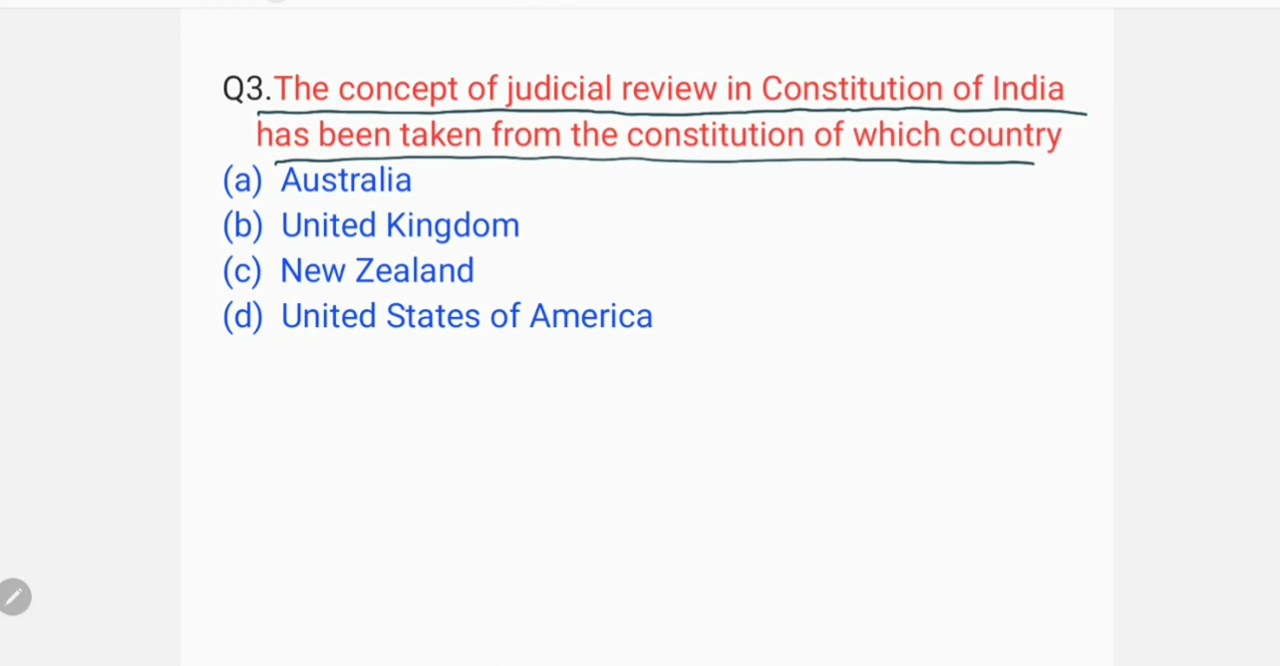 Q3.The concept of judicial review in Constitution of India
has been taken from the constitution of which country
(a) Australia
(b) United Kingdom
(c) New Zealand
(d) United States of America